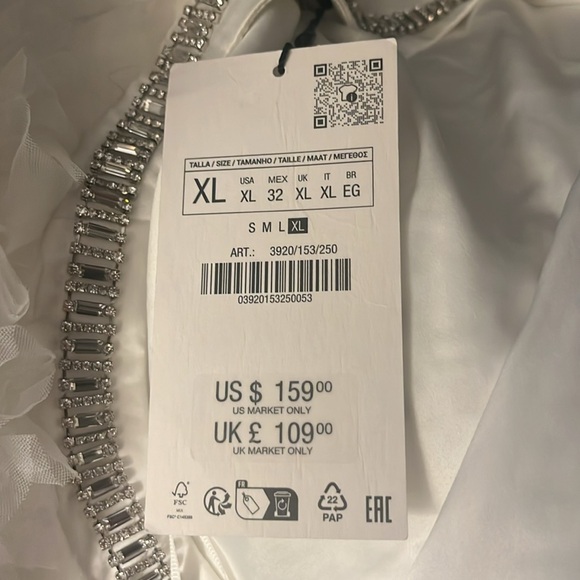 TALLA / SIZE / TAMANHO / TAILLE / MAAT / ΜΕΓΕΘΟΣ
XL
USA MEX UK IT BR
XL 32 XL XL EG
S M L XL
ART.: 3920/153/250
03920153250053
US $ 159⁰⁰
US MARKET ONLY
UK £ 109⁰⁰
UK MARKET ONLY
FSC
FR
22
PAP
EAC